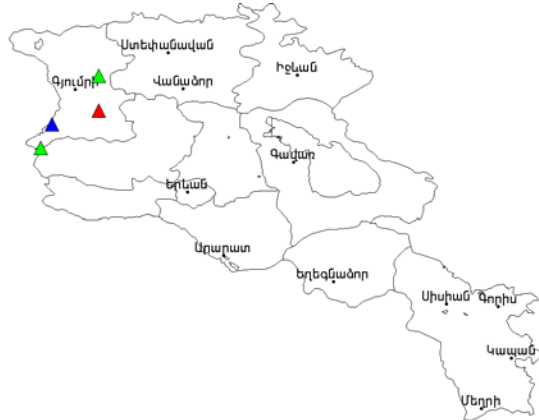 Ստեփանավան
Իջևան
Գյումրի
Վանաձոր
Գավառ
Երևան
Արարատ
Եղեգնաձոր
Սիսիան
Գորիս
Կապան
Մեղրի